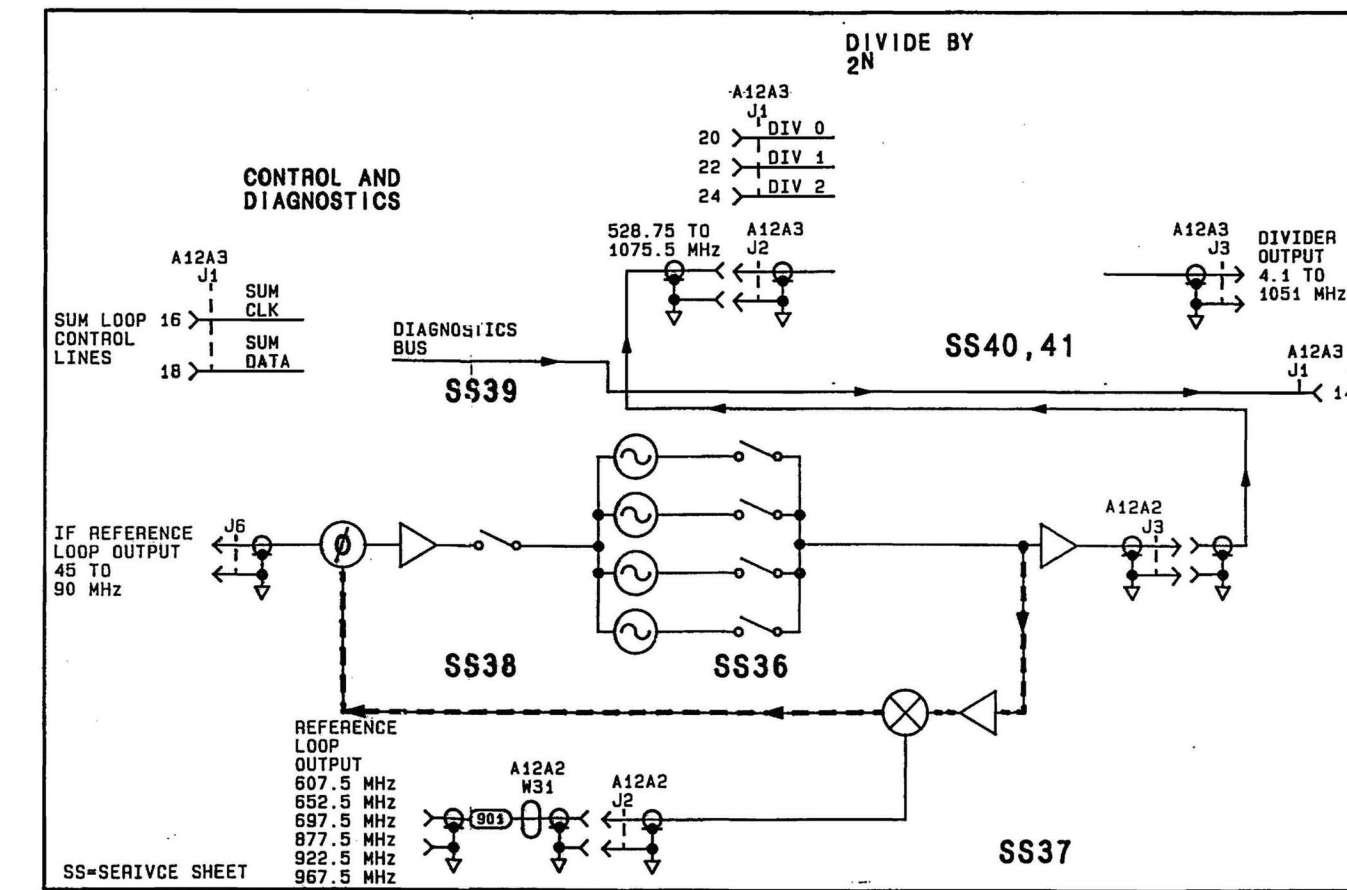 DIVIDE BY
2N
A12A3
J1
20 DIV 0
22 DIV 1
24 DIV 2
CONTROL AND
DIAGNOSTICS
528.75 TO
1075.5 MHz
A12A3
J2
A12A3
J3
DIVIDER
OUTPUT
4.1 TO
1051 MHz
A12A3
J1
SUM LOOP
CONTROL
LINES
16 SUM
CLK
18 SUM
DATA
DIAGNOSTICS
BUS
SS39
SS40,41
A12A3
J1
IF REFERENCE
LOOP OUTPUT
45 TO
90 MHz
J6
ϕ
A12A2
J3
SS38
SS36
REFERENCE
LOOP
OUTPUT
607.5 MHz
652.5 MHz
697.5 MHz
877.5 MHz
922.5 MHz
967.5 MHz
A12A2
W31
A12A2
J2
SS37
SS=SERIVCE SHEET